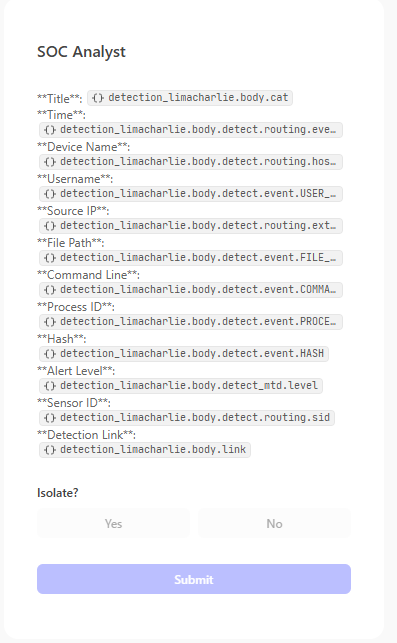 SOC Analyst
**Title**: {} detection_limacharlie.body.cat
**Time**:
{} detection_limacharlie.body.detect.routing.eve…
**Device Name**:
{} detection_limacharlie.body.detect.routing.hos…
**Username**:
{} detection_limacharlie.body.detect.event.USER_…
**Source IP**:
{} detection_limacharlie.body.detect.routing.ext…
**File Path**:
{} detection_limacharlie.body.detect.event.FILE_…
**Command Line**:
{} detection_limacharlie.body.detect.event.COMMA…
**Process ID**:
{} detection_limacharlie.body.detect.event.PROCE…
**Hash**:
{} detection_limacharlie.body.detect.event.HASH
**Alert Level**:
{} detection_limacharlie.body.detect_mtd.level
**Sensor ID**:
{} detection_limacharlie.body.detect.routing.sid
**Detection Link**:
{} detection_limacharlie.body.link
Isolate?
Yes No
Submit